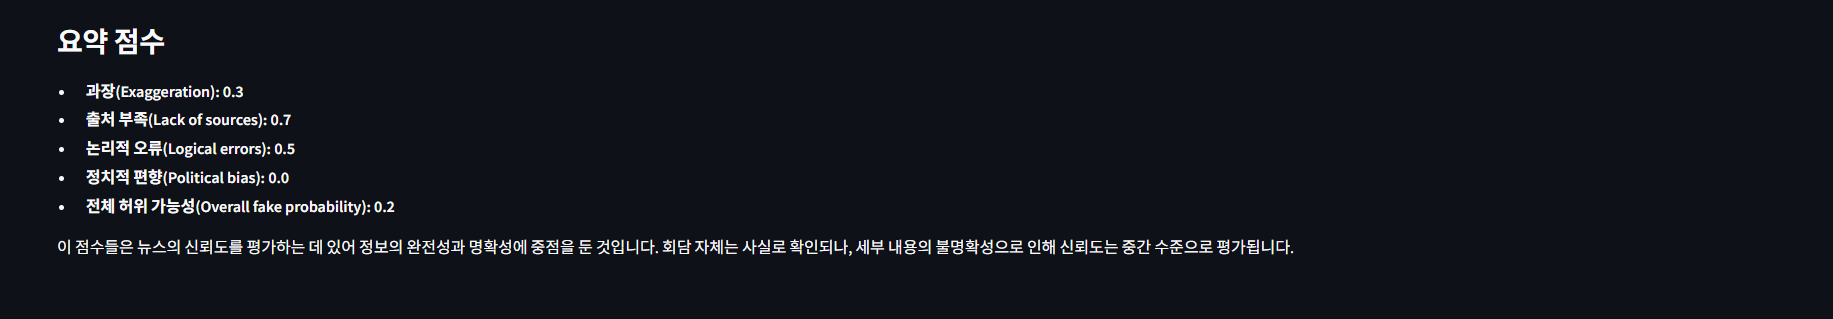 요약 점수
• 과장(Exaggeration): 0.3
• 출처 부족(Lack of sources): 0.7
• 논리적 오류(Logical errors): 0.5
• 정치적 편향(Political bias): 0.0
• 전체 허위 가능성(Overall fake probability): 0.2
이 점수들은 뉴스의 신뢰도를 평가하는 데 있어 정보의 완전성과 명확성에 중점을 둔 것입니다. 회담 자체는 사실로 확인되나, 세부 내용의 불명확성으로 인해 신뢰도는 중간 수준으로 평가됩니다.